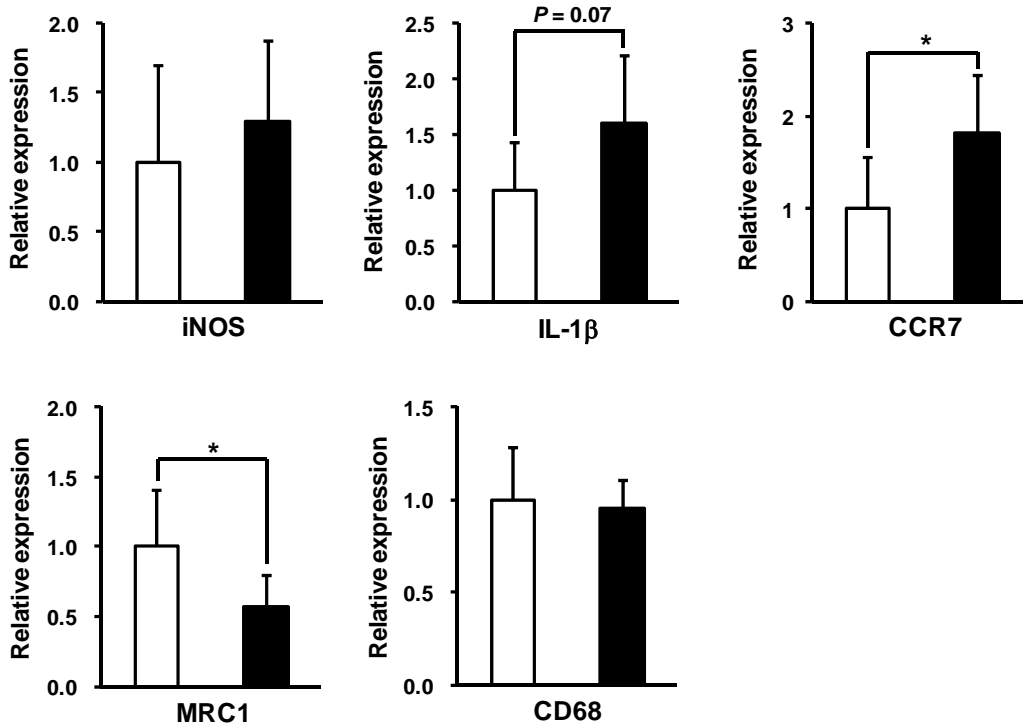 Relative expression
2.0
1.5
1.0
0.5
0.0
iNOS
Relative expression
2.5
2.0
1.5
1.0
0.5
0.0
P = 0.07
IL-1β
Relative expression
3
2
1
0
*
CCR7
Relative expression
2.0
1.5
1.0
0.5
0.0
*
MRC1
Relative expression
1.5
1.0
0.5
0.0
CD68